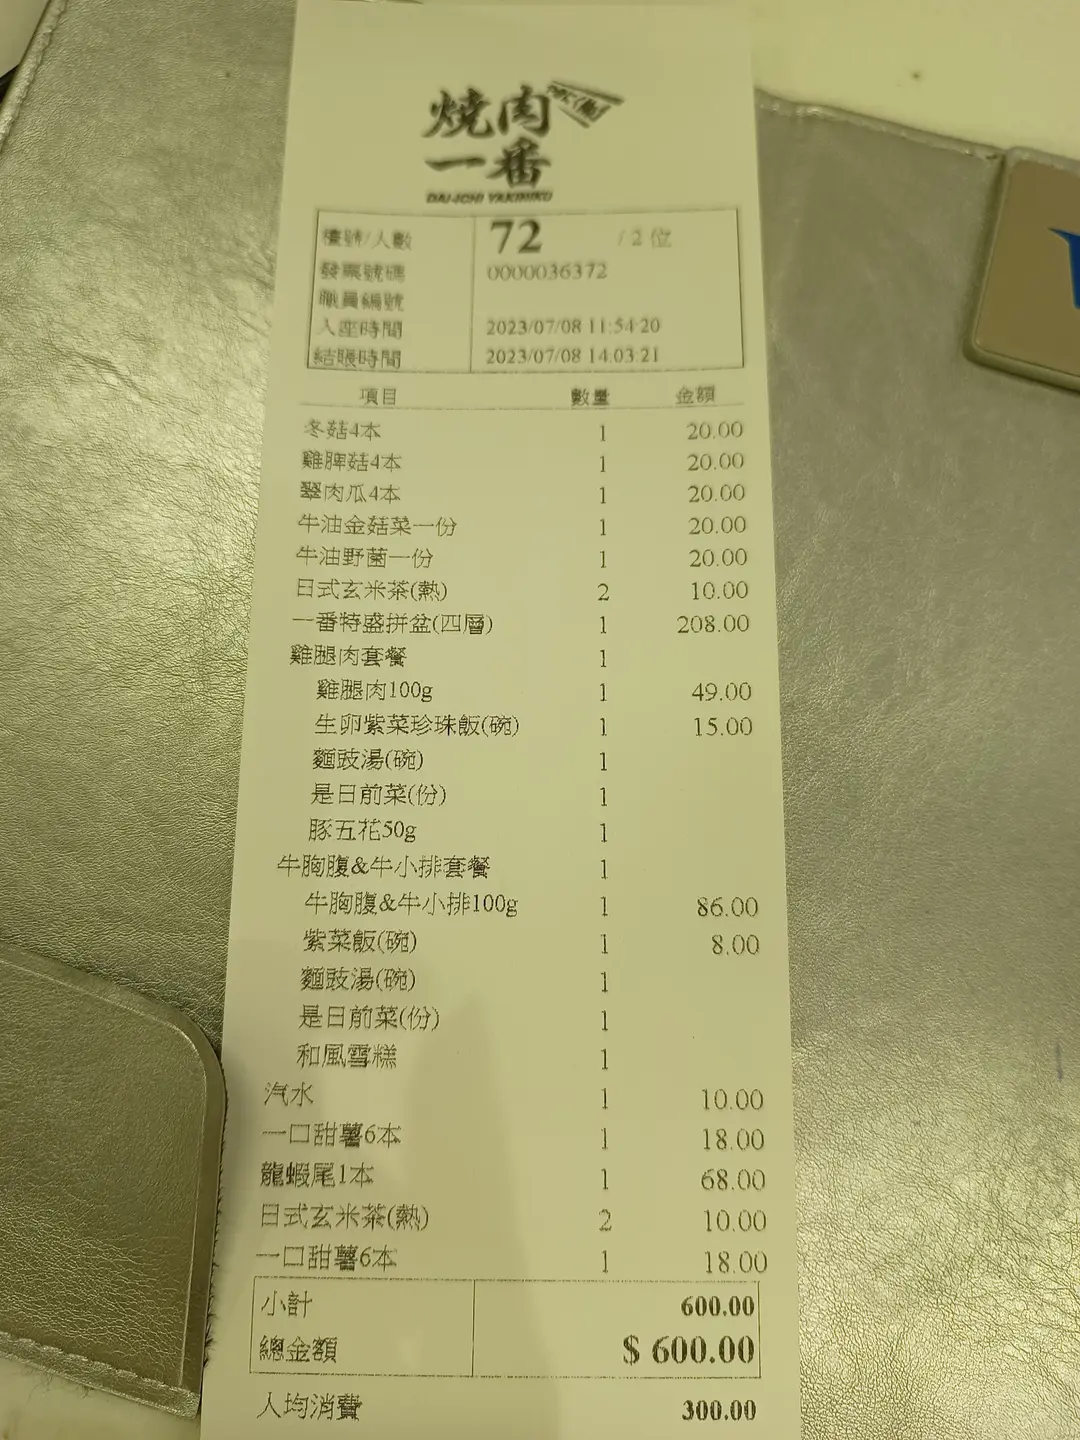 燒肉
一番
DAI-ICHI YAKINIKU
檯號/人數 72 / 2 位
發票號碼 0000036372
職員編號
入座時間 2023/07/08 11:54:20
結賬時間 2023/07/08 14:03:21
項目 數量 金額
冬菇4本 1 20.00
雞脾菇4本 1 20.00
翠肉瓜4本 1 20.00
牛油金菇菜一份 1 20.00
牛油野菌一份 1 20.00
日式玄米茶(熱) 2 10.00
一番特盛拼盆(四層) 1 208.00
雞腿肉套餐 1
雞腿肉100g 1 49.00
生卵紫菜珍珠飯(碗) 1 15.00
麵豉湯(碗) 1
是日前菜(份) 1
豚五花50g 1
牛胸腹&牛小排套餐 1
牛胸腹&牛小排100g 1 86.00
紫菜飯(碗) 1 8.00
麵豉湯(碗) 1
是日前菜(份) 1
和風雪糕 1
汽水 1 10.00
一口甜薯6本 1 18.00
龍蝦尾1本 1 68.00
日式玄米茶(熱) 2 10.00
一口甜薯6本 1 18.00
小計 600.00
總金額 $ 600.00
人均消費 300.00